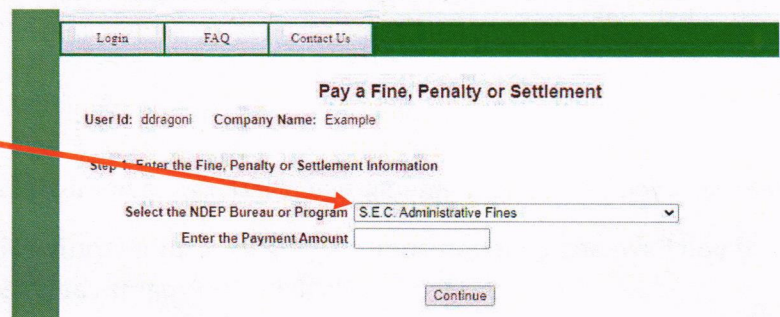 Login FAQ Contact Us
Pay a Fine, Penalty or Settlement
User Id: ddragoni Company Name: Example
Step 1: Enter the Fine, Penalty or Settlement Information
Select the NDEP Bureau or Program S.E.C. Administrative Fines
Enter the Payment Amount
Continue